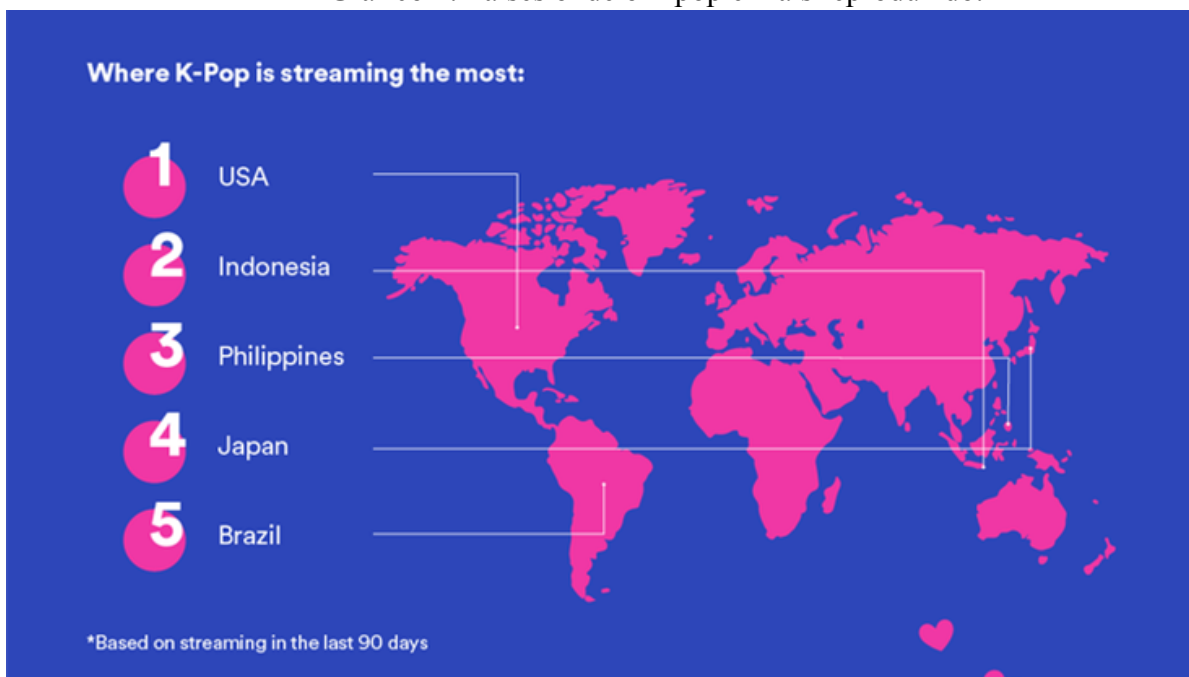 Where K-Pop is streaming the most:
1 USA
2 Indonesia
3 Philippines
4 Japan
5 Brazil
*Based on streaming in the last 90 days